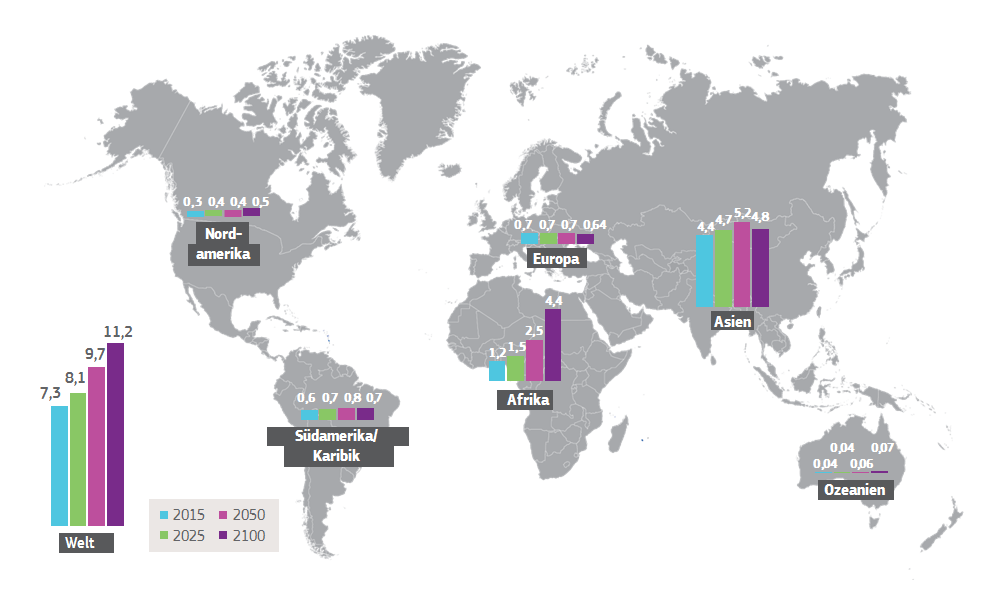 0,3 0,4 0,4 0,5
Nord-
amerika
0,7 0,7 0,7 0,64
Europa
4,4 4,7 5,2 4,8
Asien
1,2 1,5 2,5 4,4
Afrika
7,3 8,1 9,7 11,2
Welt
0,6 0,7 0,8 0,7
Südamerika/
Karibik
0,04 0,04 0,06 0,07
Ozeanien
2015 2050
2025 2100